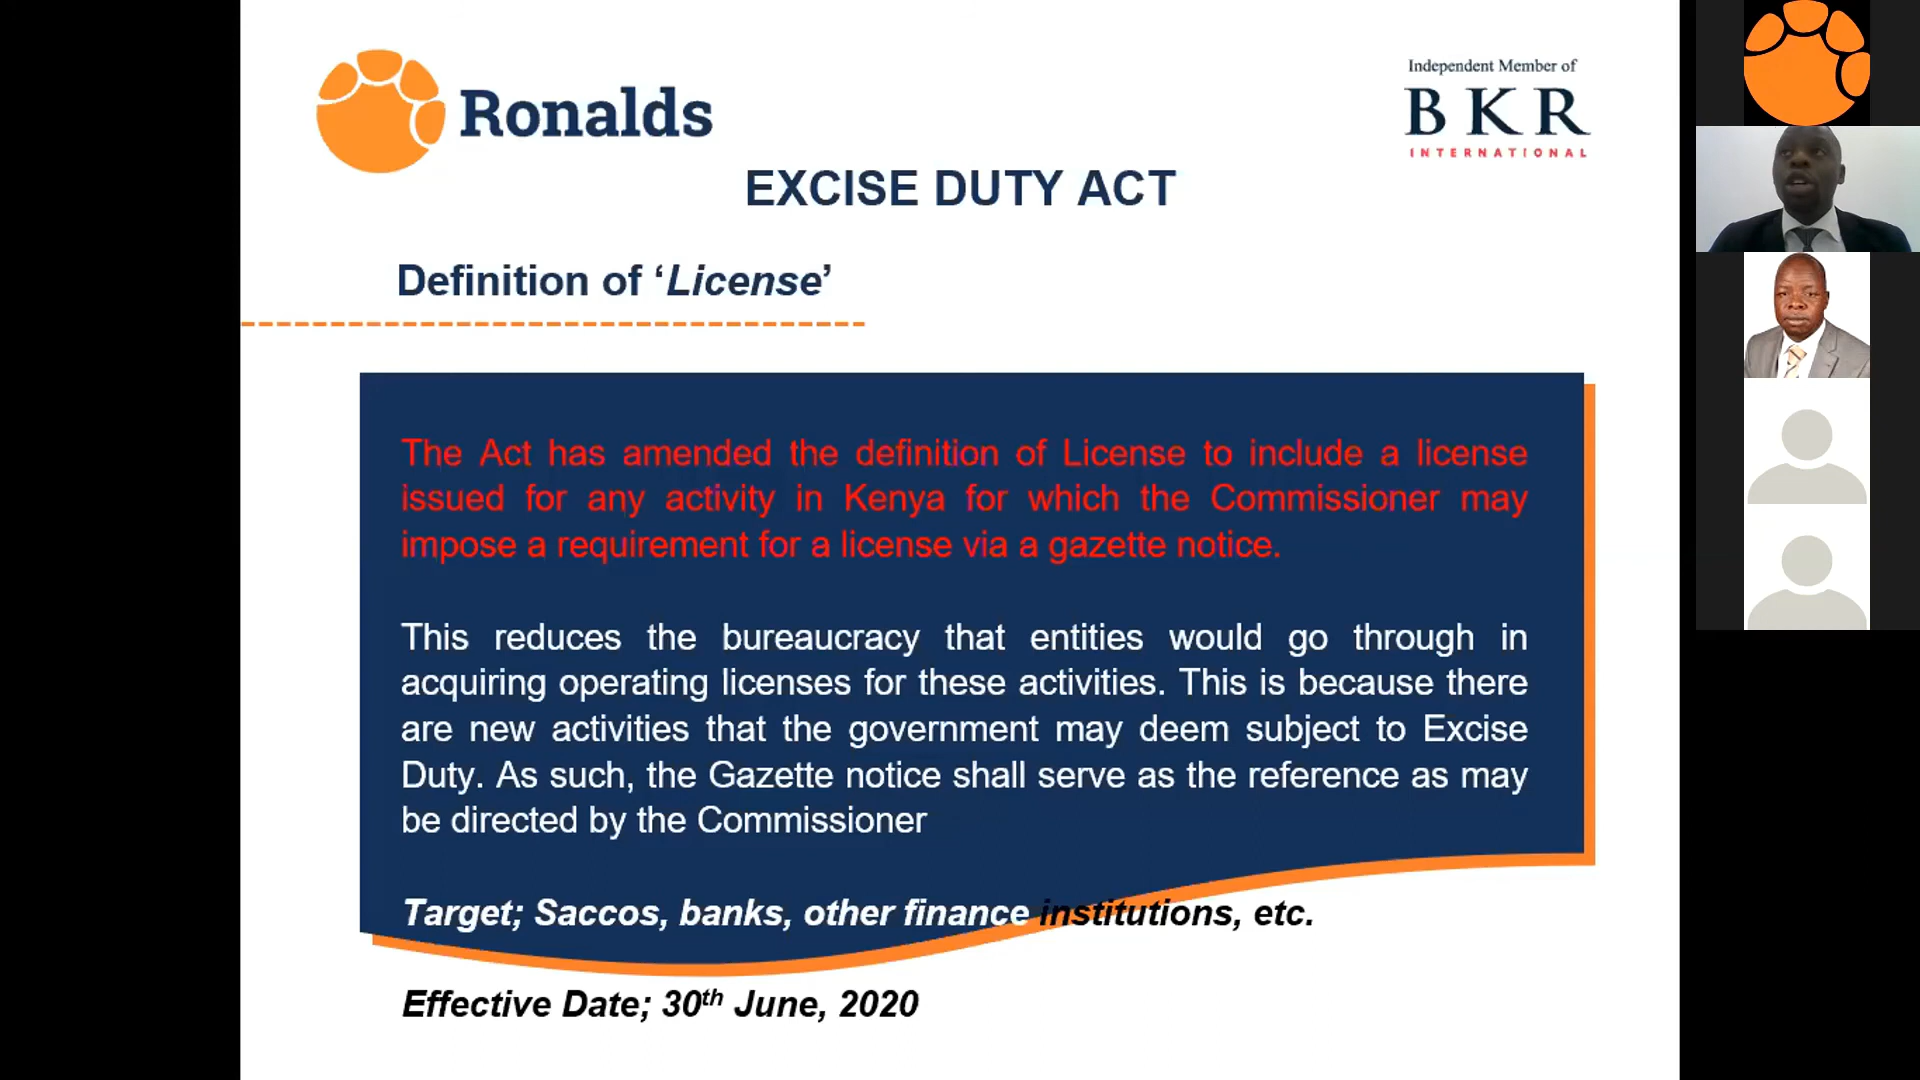 Ronalds
Independent Member of
BKR
INTERNATIONAL
EXCISE DUTY ACT
Definition of ‘License’
The Act has amended the definition of License to include a license
issued for any activity in Kenya for which the Commissioner may
impose a requirement for a license via a gazette notice.
This reduces the bureaucracy that entities would go through in
acquiring operating licenses for these activities. This is because there
are new activities that the government may deem subject to Excise
Duty. As such, the Gazette notice shall serve as the reference as may
be directed by the Commissioner
Target; Saccos, banks, other finance institutions, etc.
Effective Date; 30th June, 2020